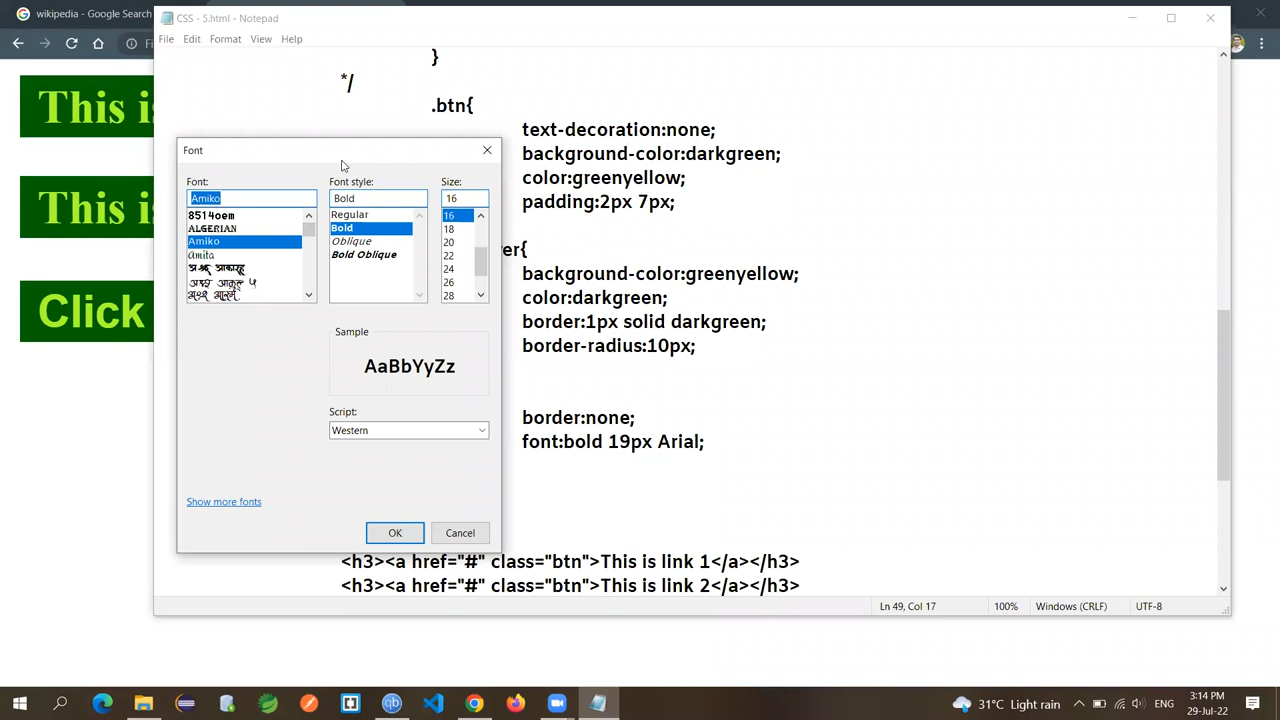 wikipedia - Google Search
CSS - 5.html - Notepad
File Edit Format View Help
Fi
This i
This i
Click
}
*/
.btn{
text-decoration:none;
background-color:darkgreen;
color:greenyellow;
padding:2px 7px;
er{
background-color:greenyellow;
color:darkgreen;
border:1px solid darkgreen;
border-radius:10px;
border:none;
font:bold 19px Arial;
<h3><a href="#" class="btn">This is link 1</a></h3>
<h3><a href="#" class="btn">This is link 2</a></h3>
Font
Font: Font style: Size:
Amiko Bold 16
8514oem Regular 16
ALGERIAN Bold 18
Amiko Oblique 20
Amita Bold Oblique 22
24
26
28
Sample
AaBbYyZz
Script:
Western
Show more fonts
OK Cancel
Ln 49, Col 17 100% Windows (CRLF) UTF-8
qb
31°C Light rain ENG 3:14 PM
29-Jul-22